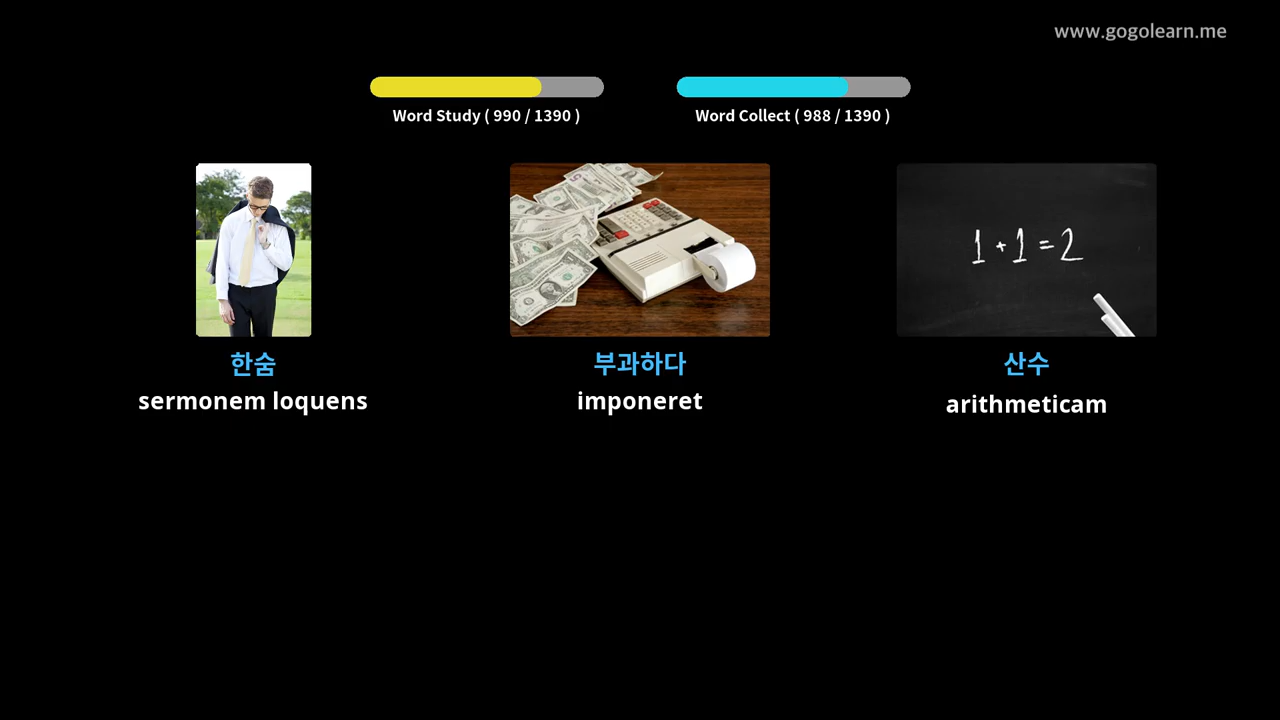 www.gogolearn.me
Word Study ( 990 / 1390 )
Word Collect ( 988 / 1390 )
1 + 1 = 2
한숨
부과하다
산수
sermonem loquens
imponeret
arithmeticam